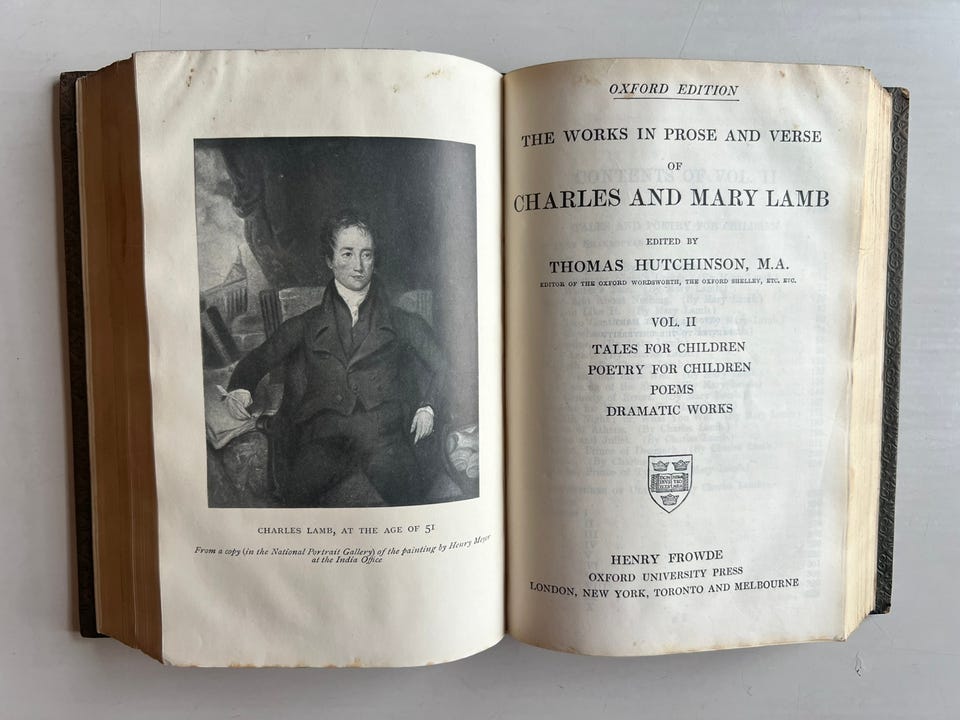 CHARLES LAMB, AT THE AGE OF 51
From a copy (in the National Portrait Gallery) of the painting by Henry Meyer
at the India Office
OXFORD EDITION
THE WORKS IN PROSE AND VERSE
OF
CHARLES AND MARY LAMB
EDITED BY
THOMAS HUTCHINSON, M.A.
EDITOR OF THE OXFORD WORDSWORTH, THE OXFORD SHELLEY, ETC. ETC.
VOL. II
TALES FOR CHILDREN
POETRY FOR CHILDREN
POEMS
DRAMATIC WORKS
HENRY FROWDE
OXFORD UNIVERSITY PRESS
LONDON, NEW YORK, TORONTO AND MELBOURNE